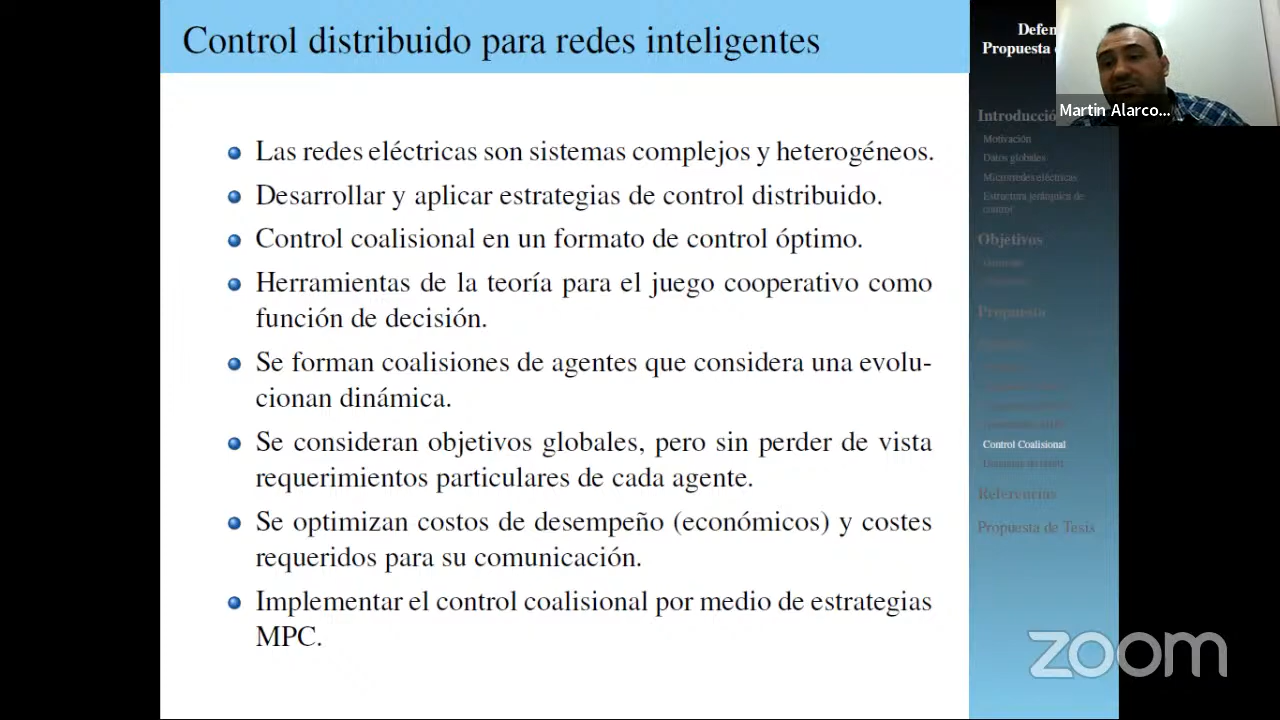 Control distribuido para redes inteligentes
Las redes eléctricas son sistemas complejos y heterogéneos.
Desarrollar y aplicar estrategias de control distribuido.
Control coalisional en un formato de control óptimo.
Herramientas de la teoría para el juego cooperativo como
función de decisión.
Se forman coalisiones de agentes que considera una evolu-
cionan dinámica.
Se consideran objetivos globales, pero sin perder de vista
requerimientos particulares de cada agente.
Se optimizan costos de desempeño (económicos) y costes
requeridos para su comunicación.
Implementar el control coalisional por medio de estrategias
MPC.
Defen
Propuesta
Martin Alarco...
Introducció
Motivación
Datos globales
Microrredes eléctricas
Estructura jerárquica de
control
Objetivos
Propuesta
Control Coalisional
Referencias
Propuesta de Tesis
zoom